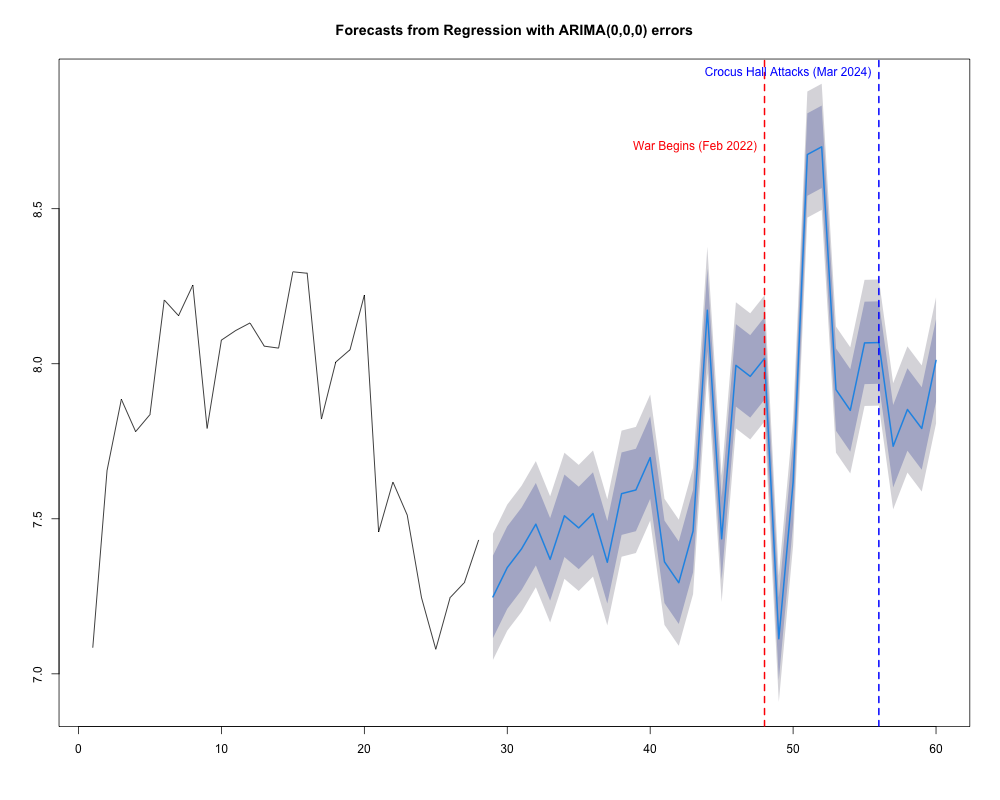 Forecasts from Regression with ARIMA(0,0,0) errors
Crocus Hall Attacks (Mar 2024)
War Begins (Feb 2022)
8.5
8.0
7.5
7.0
0 10 20 30 40 50 60